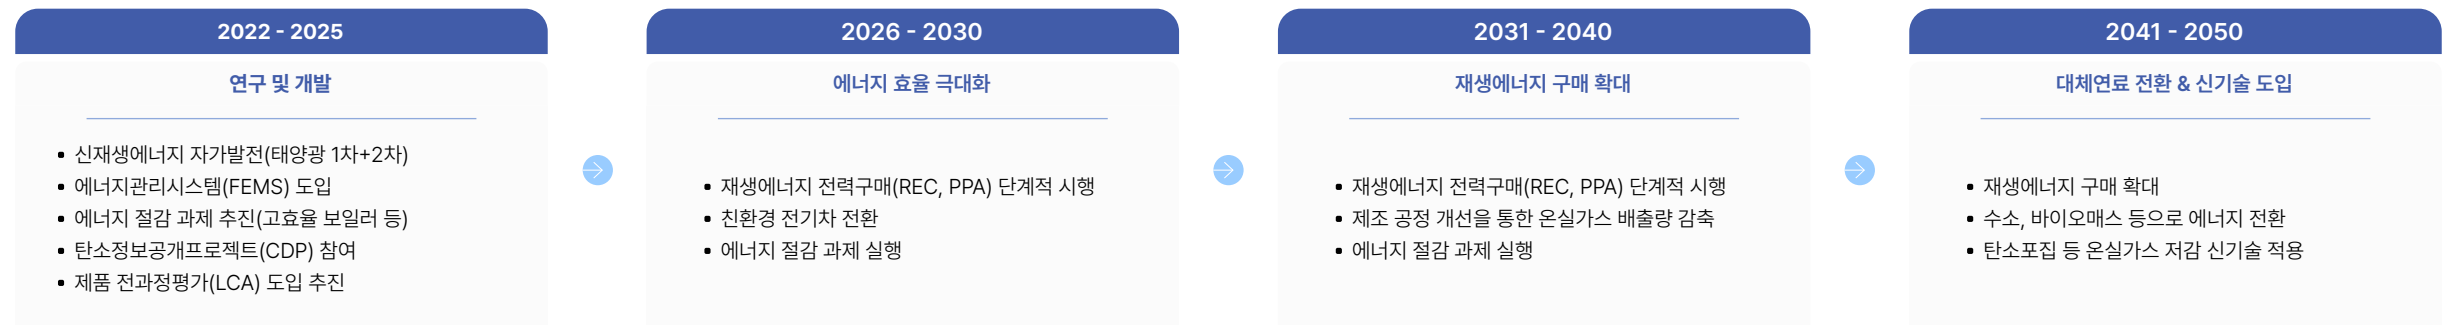 2022 - 2025
연구 및 개발
신재생에너지 자가발전(태양광 1차+2차)
에너지관리시스템(FEMS) 도입
에너지 절감 과제 추진(고효율 보일러 등)
탄소정보공개프로젝트(CDP) 참여
제품 전과정평가(LCA) 도입 추진
2026 - 2030
에너지 효율 극대화
재생에너지 전력구매(REC, PPA) 단계적 시행
친환경 전기차 전환
에너지 절감 과제 실행
2031 - 2040
재생에너지 구매 확대
재생에너지 전력구매(REC, PPA) 단계적 시행
제조 공정 개선을 통한 온실가스 배출량 감축
에너지 절감 과제 실행
2041 - 2050
대체연료 전환 & 신기술 도입
재생에너지 구매 확대
수소, 바이오매스 등으로 에너지 전환
탄소포집 등 온실가스 저감 신기술 적용